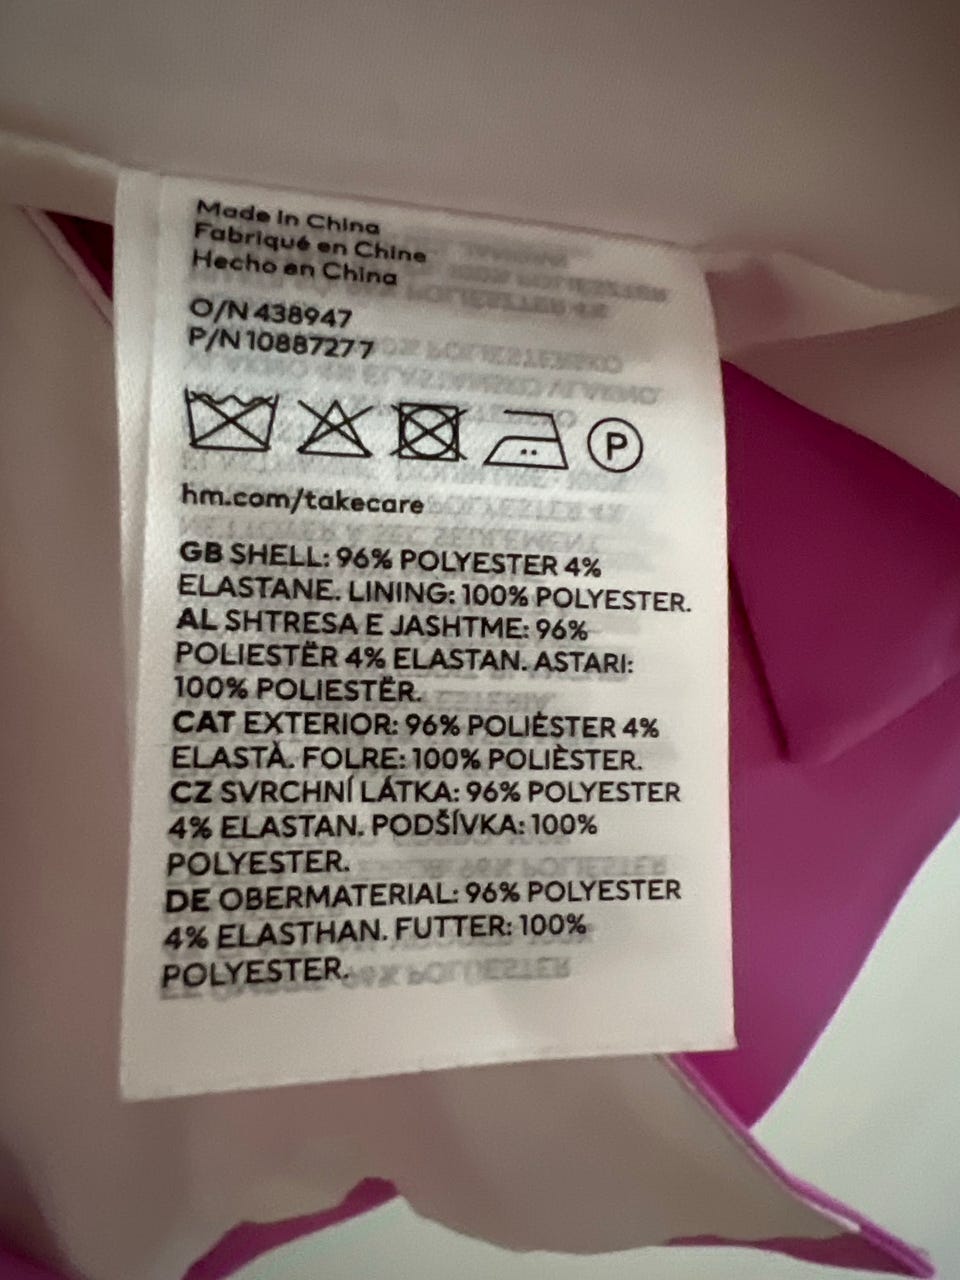 Made in China
Fabriqué en Chine
Hecho en China
O/N 438947
P/N 10887277
P
hm.com/takecare
GB SHELL: 96% POLYESTER 4%
ELASTANE. LINING: 100% POLYESTER.
AL SHTRESA E JASHTME: 96%
POLIESTËR 4% ELASTAN. ASTARI:
100% POLIESTËR.
CAT EXTERIOR: 96% POLIÈSTER 4%
ELASTÀ. FOLRE: 100% POLIÈSTER.
CZ SVRCHNÍ LÁTKA: 96% POLYESTER
4% ELASTAN. PODŠÍVKA: 100%
POLYESTER.
DE OBERMATERIAL: 96% POLYESTER
4% ELASTHAN. FUTTER: 100%
POLYESTER.